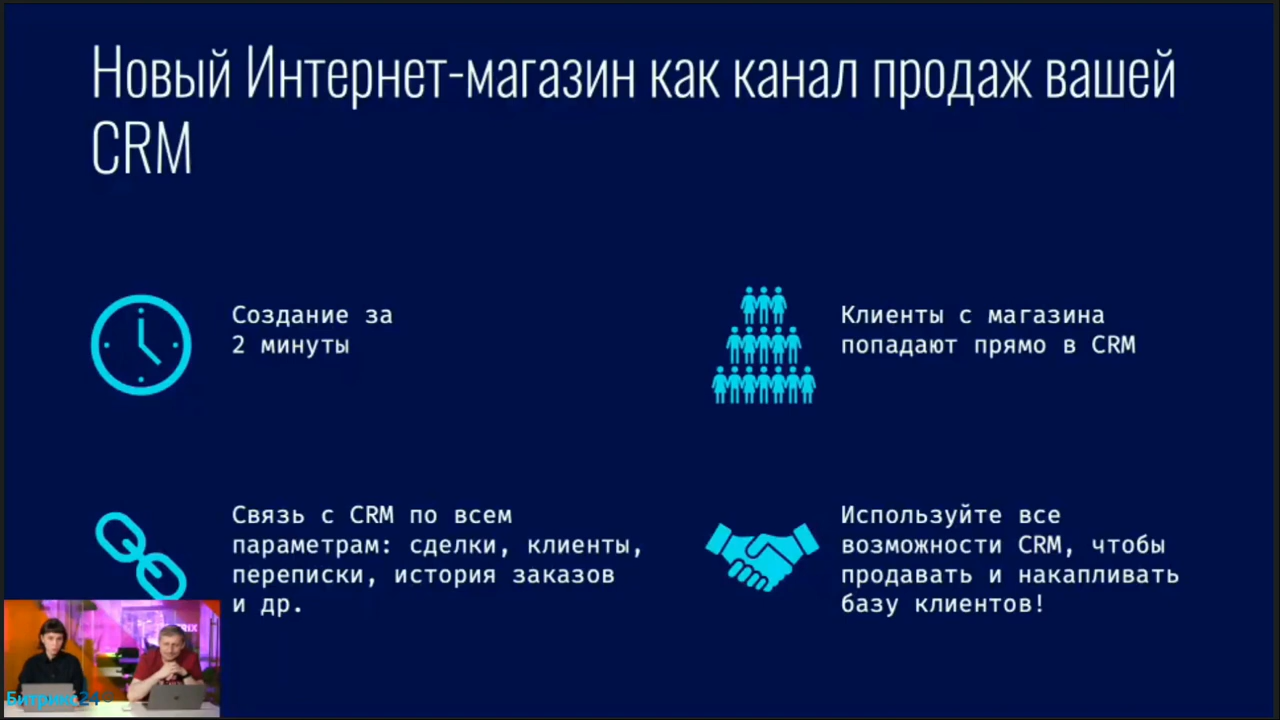 Новый Интернет-магазин как канал продаж вашей
CRM
Создание за
2 минуты
Клиенты с магазина
попадают прямо в CRM
Связь с CRM по всем
параметрам: сделки, клиенты,
переписки, история заказов
и др.
Используйте все
возможности CRM, чтобы
продавать и накапливать
базу клиентов!
Битрикс24